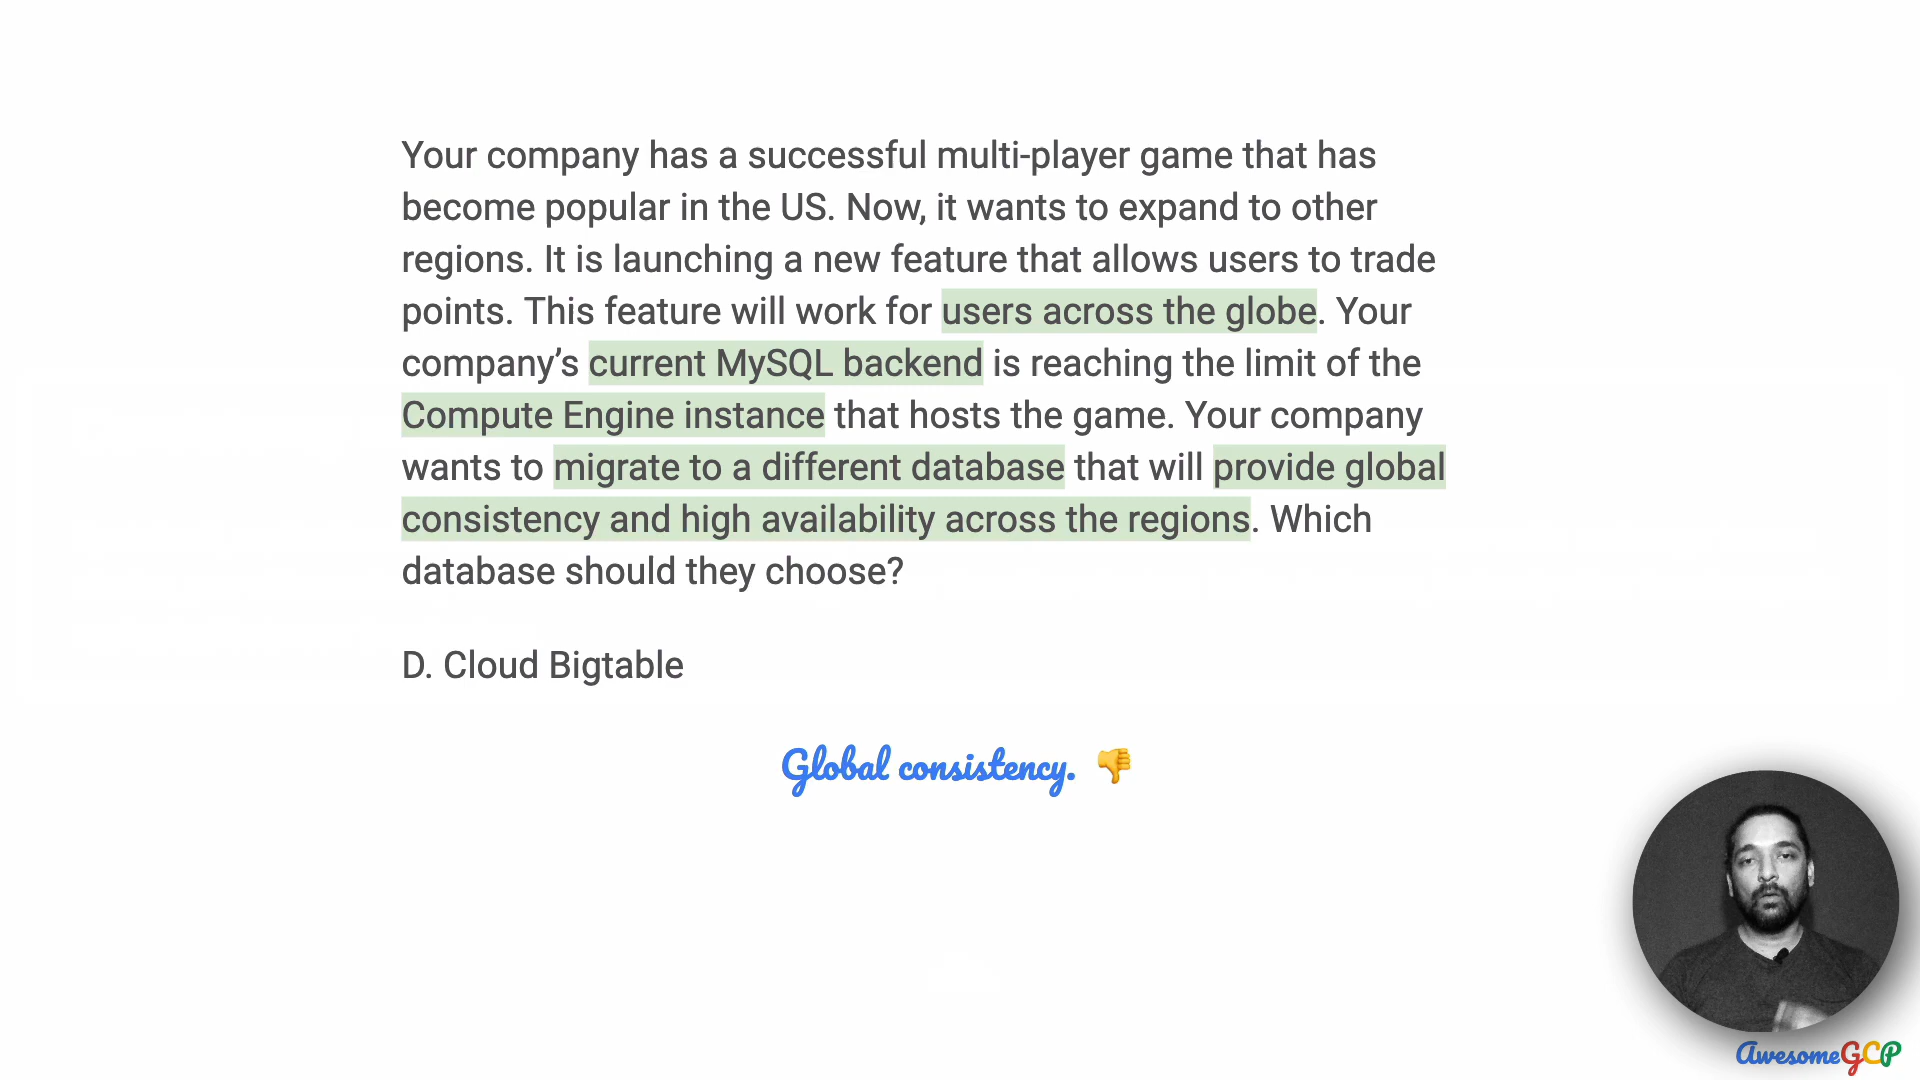 Your company has a successful multi-player game that has
become popular in the US. Now, it wants to expand to other
regions. It is launching a new feature that allows users to trade
points. This feature will work for users across the globe. Your
company’s current MySQL backend is reaching the limit of the
Compute Engine instance that hosts the game. Your company
wants to migrate to a different database that will provide global
consistency and high availability across the regions. Which
database should they choose?
D. Cloud Bigtable
Global consistency. 👎
AwesomeGCP